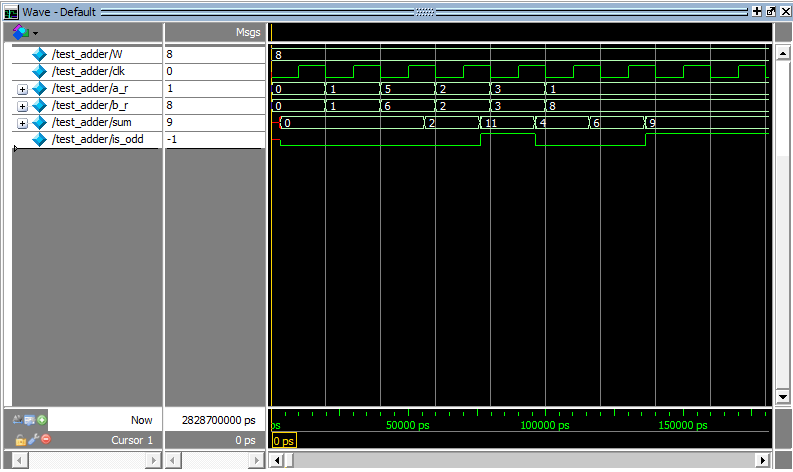 Wave - Default
Msgs
/test_adder/W 8 8
/test_adder/clk 0
/test_adder/a_r 1 0 1 5 2 3 1
/test_adder/b_r 8 0 1 6 2 3 8
/test_adder/sum 9 0 2 11 4 6 9
/test_adder/is_odd -1
Now 2828700000 ps ps 50000 ps 100000 ps 150000 ps
Cursor 1 0 ps 0 ps